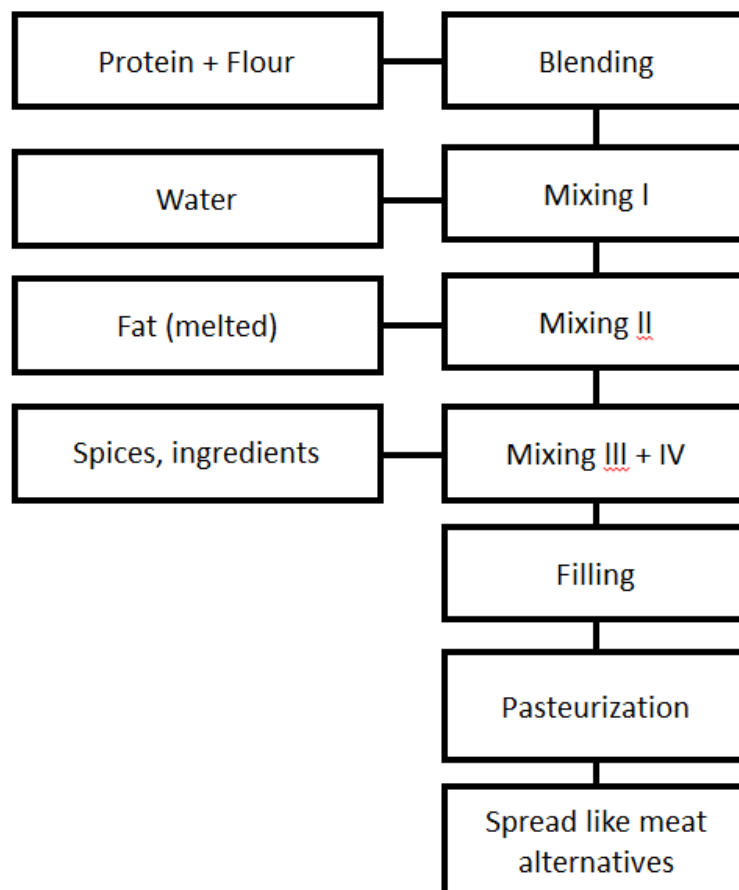 Protein + Flour
Blending
Water
Mixing I
Fat (melted)
Mixing II
Spices, ingredients
Mixing III + IV
Filling
Pasteurization
Spread like meat
alternatives